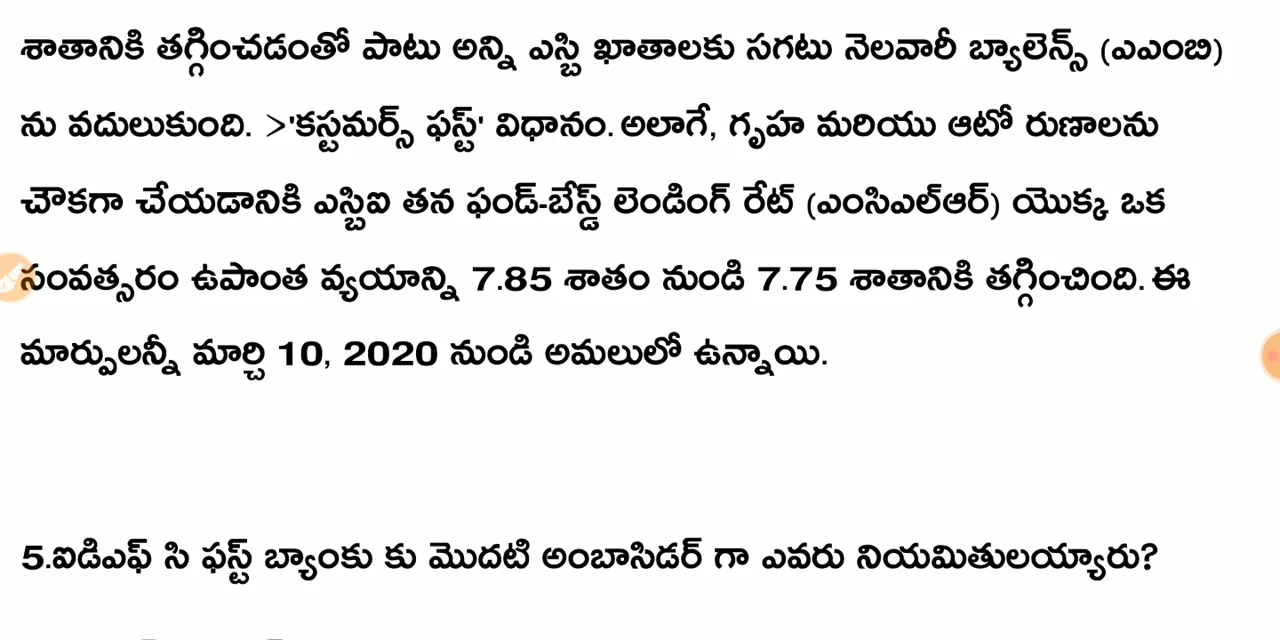 శాతానికి తగ్గించడంతో పాటు అన్ని ఎస్బి ఖాతాలకు సగటు నెలవారీ బ్యాలెన్స్ (ఎఎంబి)
ను వదులుకుంది. >'కస్టమర్స్ ఫస్ట్' విధానం. అలాగే, గృహ మరియు ఆటో రుణాలను
చౌకగా చేయడానికి ఎస్బిఐ తన ఫండ్-బేస్డ్ లెండింగ్ రేట్ (ఎంసిఎల్ఆర్) యొక్క ఒక
సంవత్సరం ఉపాంత వ్యయాన్ని 7.85 శాతం నుండి 7.75 శాతానికి తగ్గించింది. ఈ
మార్పులన్నీ మార్చి 10, 2020 నుండి అమలులో ఉన్నాయి.
5.ఐడిఎఫ్ సి ఫస్ట్ బ్యాంకు కు మొదటి అంబాసిడర్ గా ఎవరు నియమితులయ్యారు?